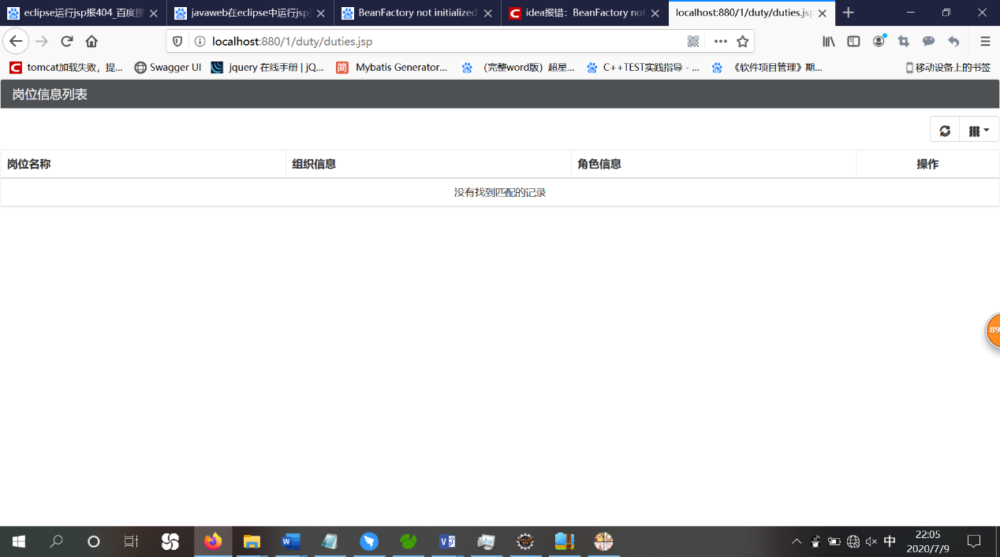 eclipse运行jsp报404_百度搜
javaweb在eclipse中运行jsp
BeanFactory not initialized
idea报错：BeanFactory not
localhost:880/1/duty/duties.jsp
localhost:880/1/duty/duties.jsp
tomcat加载失败，提...
Swagger UI
jquery 在线手册 | jQ...
简
Mybatis Generator...
（完整word版）超星...
C++TEST实践指导 - ...
《软件项目管理》期...
移动设备上的书签
岗位信息列表
岗位名称
组织信息
角色信息
操作
没有找到匹配的记录
89
中
22:05
2020/7/9